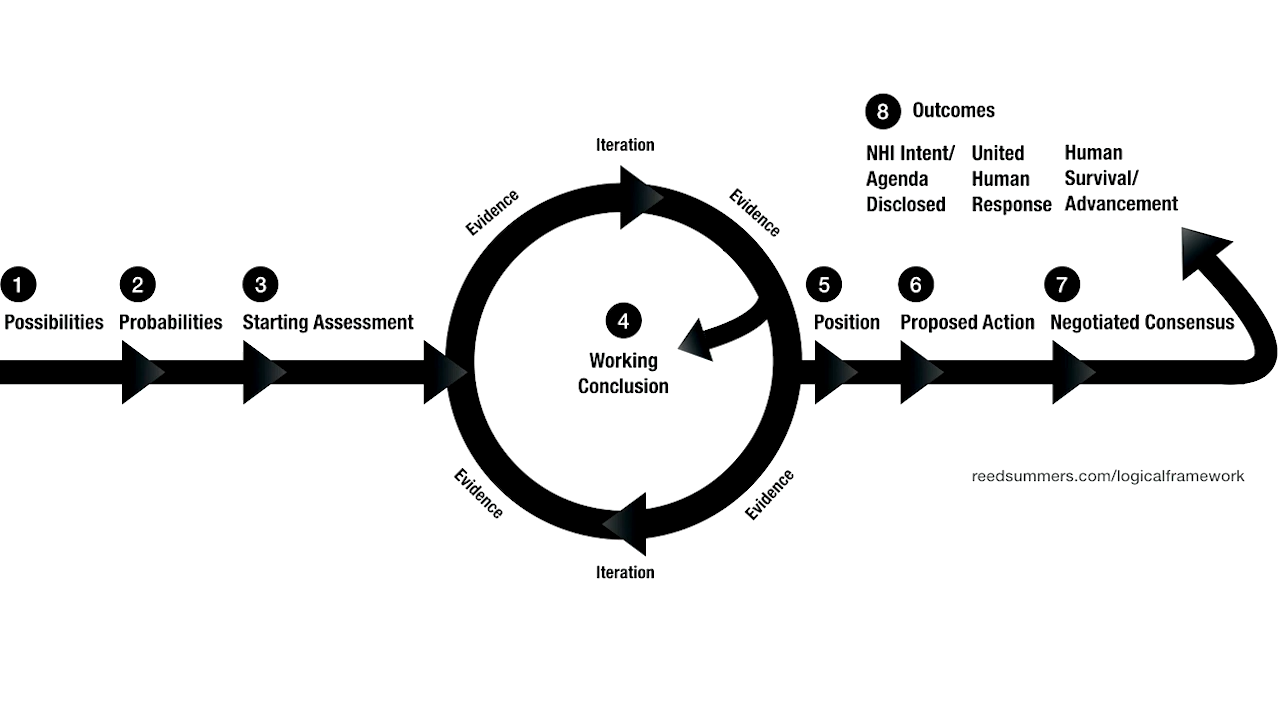 8 Outcomes
NHI Intent/
Agenda
Disclosed
United
Human
Response
Human
Survival/
Advancement
Iteration
Evidence
Evidence
1
Possibilities
2
Probabilities
3
Starting Assessment
4
Working
Conclusion
5
Position
6
Proposed Action
7
Negotiated Consensus
Evidence
Evidence
Iteration
reedsummers.com/logicalframework